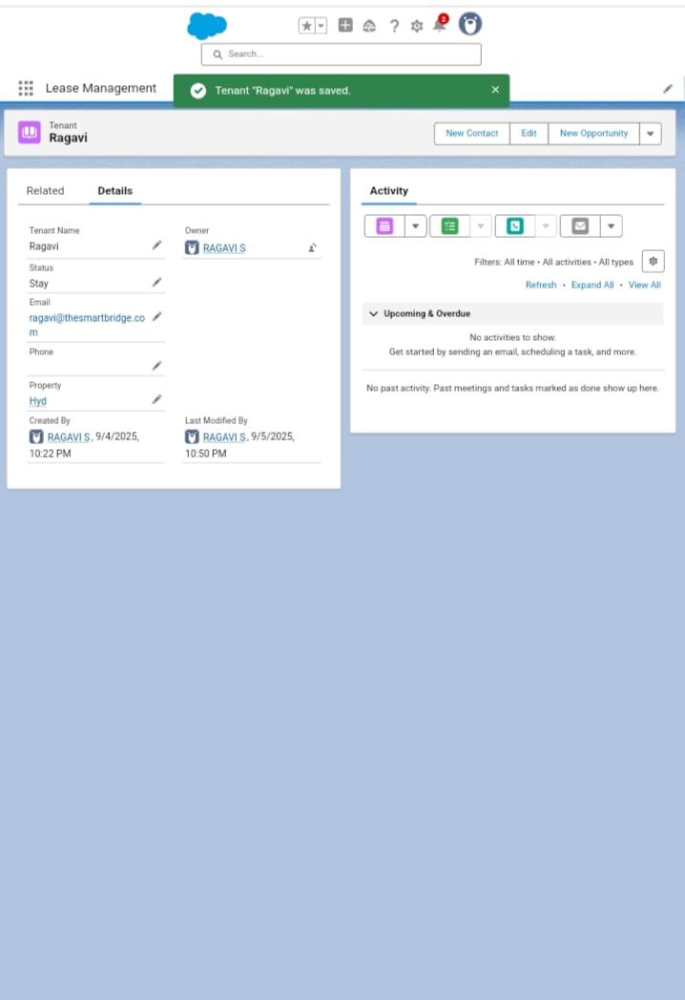 2
Search...
Lease Management
Tenant "Ragavi" was saved.
Tenant
Ragavi
New Contact
Edit
New Opportunity
Related
Details
Tenant Name
Ragavi
Owner
RAGAVI S
Status
Stay
Email
ragavi@thesmartbridge.co
m
Phone
Property
Hyd
Created By
RAGAVI S, 9/4/2025,
10:22 PM
Last Modified By
RAGAVI S, 9/5/2025,
10:50 PM
Activity
Filters: All time • All activities • All types
Refresh • Expand All • View All
Upcoming & Overdue
No activities to show.
Get started by sending an email, scheduling a task, and more.
No past activity. Past meetings and tasks marked as done show up here.